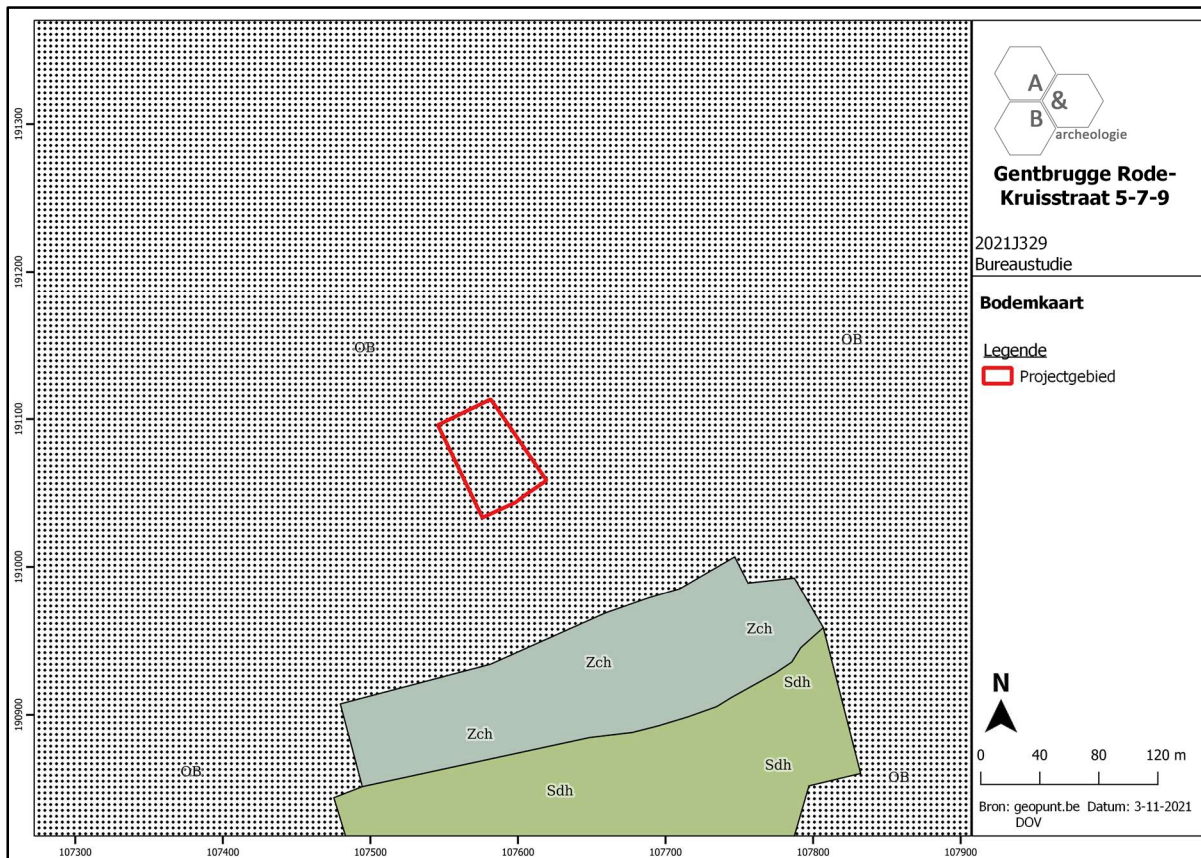 191300
191200
191100
191000
190900
107300
107400
107500
107600
107700
107800
107900
OB
OB
Zch
Zch
Sdh
Zch
Sdh
OB
OB
Sdh
A
&
B
archeologie
Gentbrugge Rode-
Kruisstraat 5-7-9
2021J329
Bureaustudie
Bodemkaart
Legende
Projectgebied
N
0 40 80 120 m
Bron: geopunt.be Datum: 3-11-2021
DOV